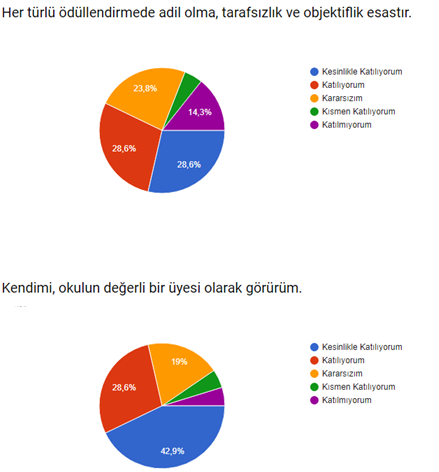 Her türlü ödüllendirmede adil olma, tarafsızlık ve objektiflik esastır.
23,8%
14,3%
28,6%
28,6%
Kesinlikle Katılıyorum
Katılıyorum
Kararsızım
Kısmen Katılıyorum
Katılmıyorum
Kendimi, okulun değerli bir üyesi olarak görürüm.
19%
28,6%
42,9%
Kesinlikle Katılıyorum
Katılıyorum
Kararsızım
Kısmen Katılıyorum
Katılmıyorum